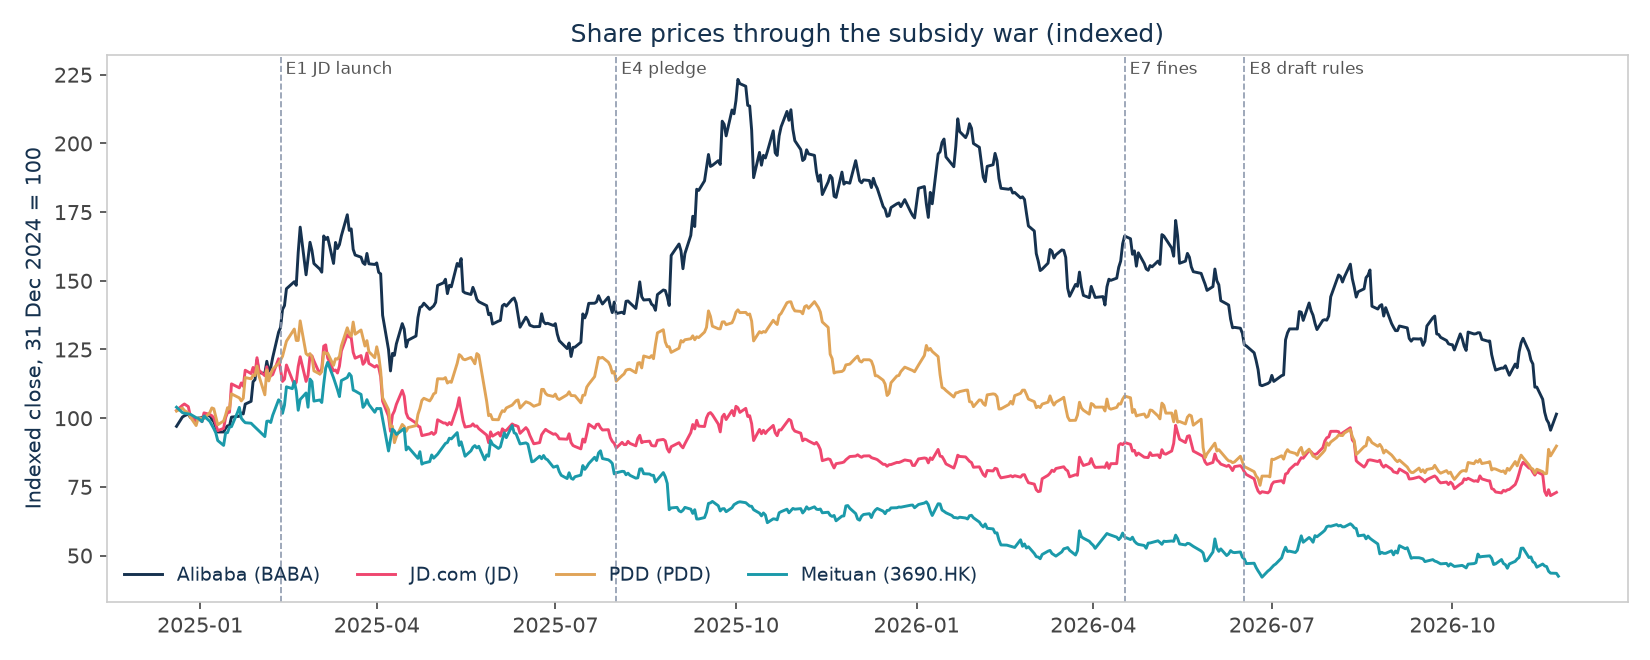 Share prices through the subsidy war (indexed)
E1 JD launch
E4 pledge
E7 fines
E8 draft rules
Indexed close, 31 Dec 2024 = 100
225
200
175
150
125
100
75
50
Alibaba (BABA)
JD.com (JD)
PDD (PDD)
Meituan (3690.HK)
2025-01
2025-04
2025-07
2025-10
2026-01
2026-04
2026-07
2026-10